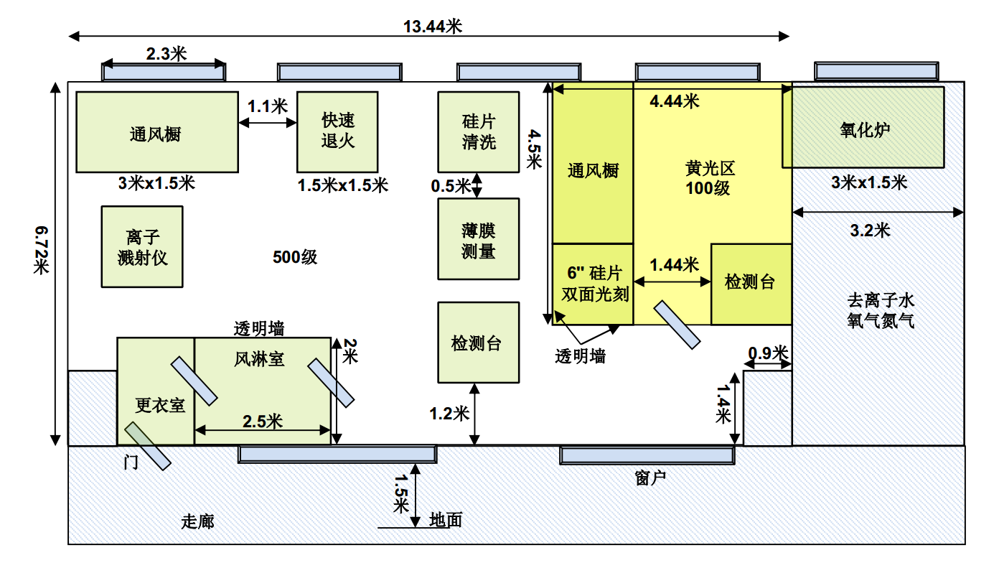 13.44米
2.3米
1.1米
通风橱
3米x1.5米
快速
退火
1.5米x1.5米
硅片
清洗
0.5米
4.5米
4.44米
通风橱
黄光区
100级
氧化炉
3米x1.5米
3.2米
6.72米
离子
溅射仪
500级
薄膜
测量
6" 硅片
双面光刻
1.44米
检测台
去离子水
氧气氮气
透明墙
风淋室
2米
检测台
透明墙
0.9米
更衣室
2.5米
1.2米
1.4米
门
窗户
1.5米
走廊
地面